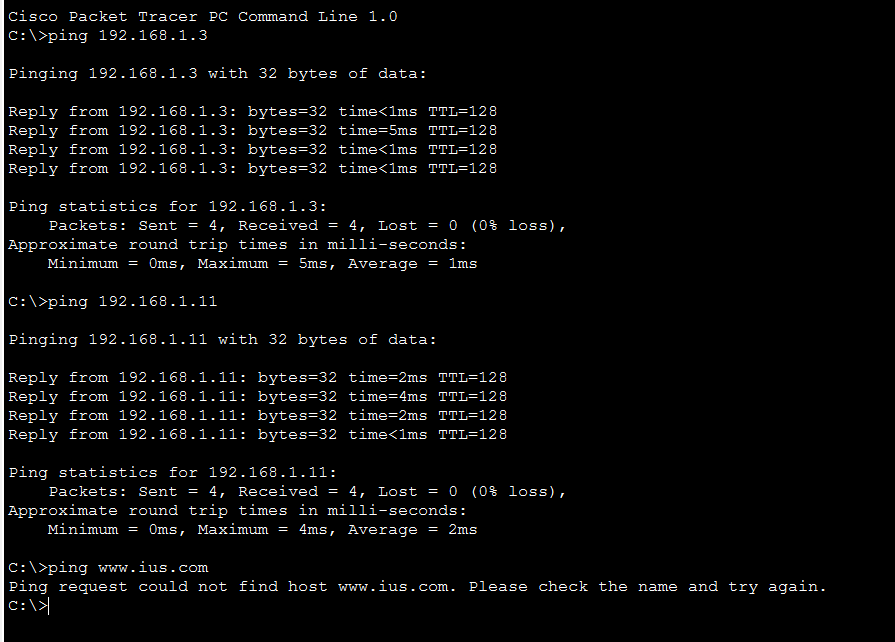 Cisco Packet Tracer PC Command Line 1.0
C:\>ping 192.168.1.3
Pinging 192.168.1.3 with 32 bytes of data:
Reply from 192.168.1.3: bytes=32 time<1ms TTL=128
Reply from 192.168.1.3: bytes=32 time=5ms TTL=128
Reply from 192.168.1.3: bytes=32 time<1ms TTL=128
Reply from 192.168.1.3: bytes=32 time<1ms TTL=128
Ping statistics for 192.168.1.3:
    Packets: Sent = 4, Received = 4, Lost = 0 (0% loss),
Approximate round trip times in milli-seconds:
    Minimum = 0ms, Maximum = 5ms, Average = 1ms
C:\>ping 192.168.1.11
Pinging 192.168.1.11 with 32 bytes of data:
Reply from 192.168.1.11: bytes=32 time=2ms TTL=128
Reply from 192.168.1.11: bytes=32 time=4ms TTL=128
Reply from 192.168.1.11: bytes=32 time=2ms TTL=128
Reply from 192.168.1.11: bytes=32 time<1ms TTL=128
Ping statistics for 192.168.1.11:
    Packets: Sent = 4, Received = 4, Lost = 0 (0% loss),
Approximate round trip times in milli-seconds:
    Minimum = 0ms, Maximum = 4ms, Average = 2ms
C:\>ping www.ius.com
Ping request could not find host www.ius.com. Please check the name and try again.
C:\>